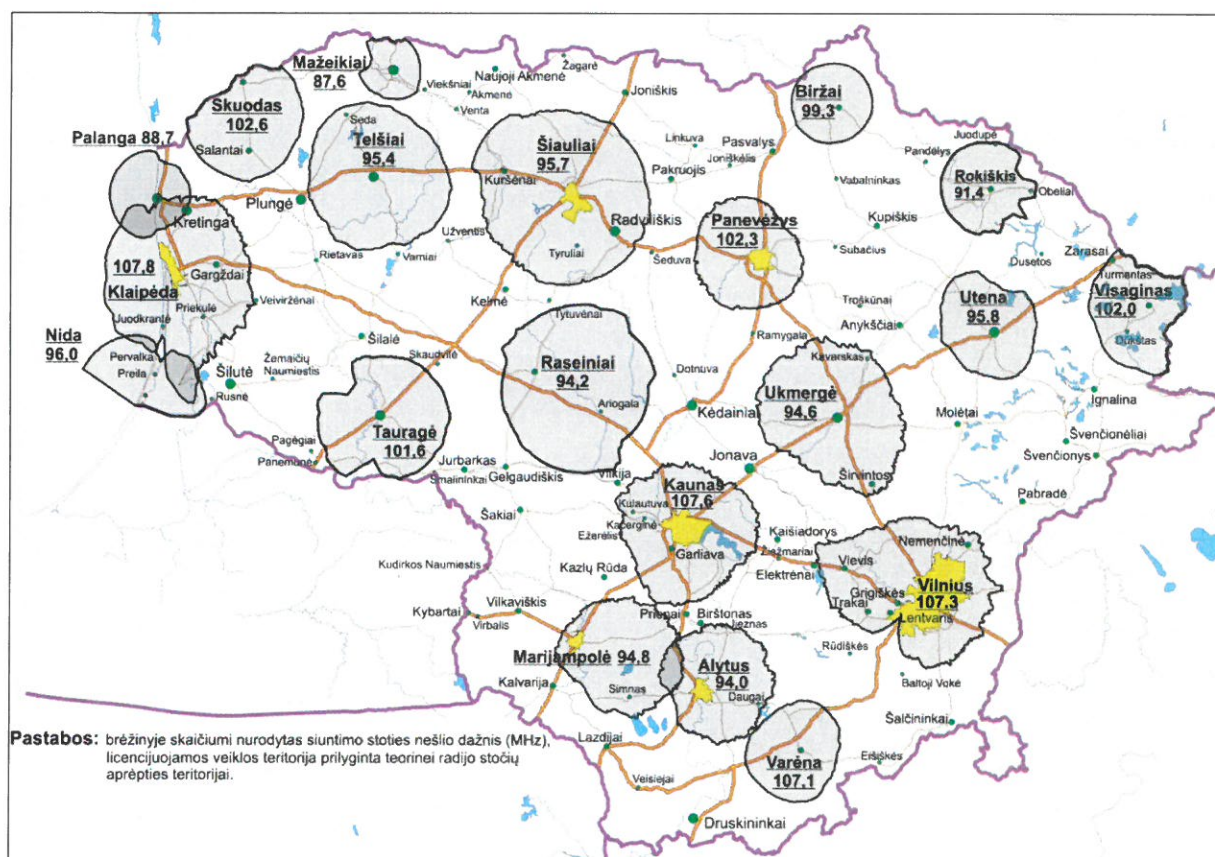 Žagarė
Mažeikiai
87,6
Naujoji Akmenė
Viekšniai
Akmenė
Venta
Joniškis
Biržai
99,3
Skuodas
102,6
Seda
Telšiai
95,4
Šiauliai
95,7
Linkuva
Pasvalys
Joniškėlis
Pakruojis
Juodupė
Pandėlys
Palanga 88,7
Salantai
Kuršėnai
Vabalninkas
Rokiškis
91,4
Obeliai
Kretinga
Plungė
Radviliškis
Panevėžys
102,3
Kupiškis
Užventis
Tyruliai
Šeduva
Subačius
Rietavas
Varniai
Dusetos
Zarasai
Turmantas
107,8
Klaipėda
Gargždai
Priekulė
Juodkrantė
Veiviržėnai
Kelmė
Tytuvėnai
Troškūnai
Anykščiai
Utena
95,8
Visaginas
102,0
Dūkštas
Nida
96,0
Pervalka
Preila
Šilalė
Skaudvilė
Ramygala
Kavarskas
Žemaičių
Naumiestis
Šilutė
Rusnė
Raseiniai
94,2
Ariogala
Dotnuva
Kėdainiai
Ukmergė
94,6
Molėtai
Ignalina
Tauragė
101,6
Pagėgiai
Panemunė
Švenčionėliai
Švenčionys
Jurbarkas
Smalininkai
Gelgaudiškis
Vilkija
Jonava
Širvintos
Pabradė
Šakiai
Kaunas
107,6
Kulautuva
Kačerginė
Ežerėlis
Garliava
Kaišiadorys
Žiežmariai
Elektrėnai
Vievis
Nemenčinė
Kudirkos Naumiestis
Kazlų Rūda
Grigiškės
Trakai
Vilnius
107,3
Lentvaris
Kybartai
Virbalis
Vilkaviškis
Prienai
Birštonas
Jieznas
Rūdiškės
Marijampolė 94,8
Alytus
94,0
Daugai
Baltoji Vokė
Kalvarija
Simnas
Šalčininkai
Lazdijai
Varėna
107,1
Eišiškės
Veisiejai
Druskininkai
Pastabos: brėžinyje skaičiumi nurodytas siuntimo stoties nešlio dažnis (MHz),
licencijuojamos veiklos teritorija prilyginta teorinei radijo stočių
aprėpties teritorijai.